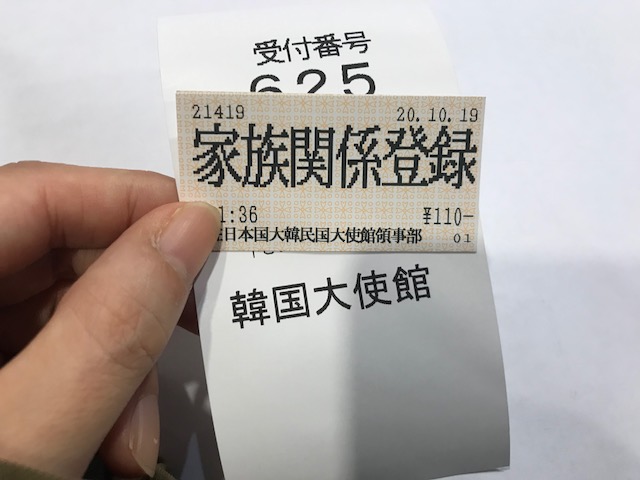 受付番号
625
21419 20.10.19
家族関係登録
1:36 ¥110-
日本国大韓民国大使館領事部 01
韓国大使館